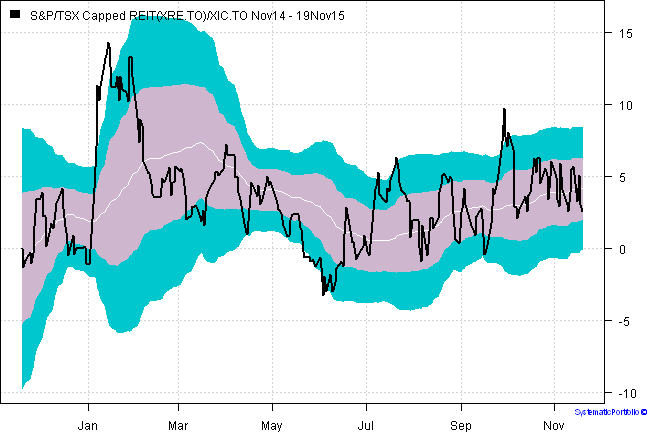 S&P/TSX Capped REIT(XRE.TO)/XIC.TO Nov14 - 19Nov15
15
10
5
0
-5
-10
Jan Mar May Jul Sep Nov
SystematicPortfolio ©